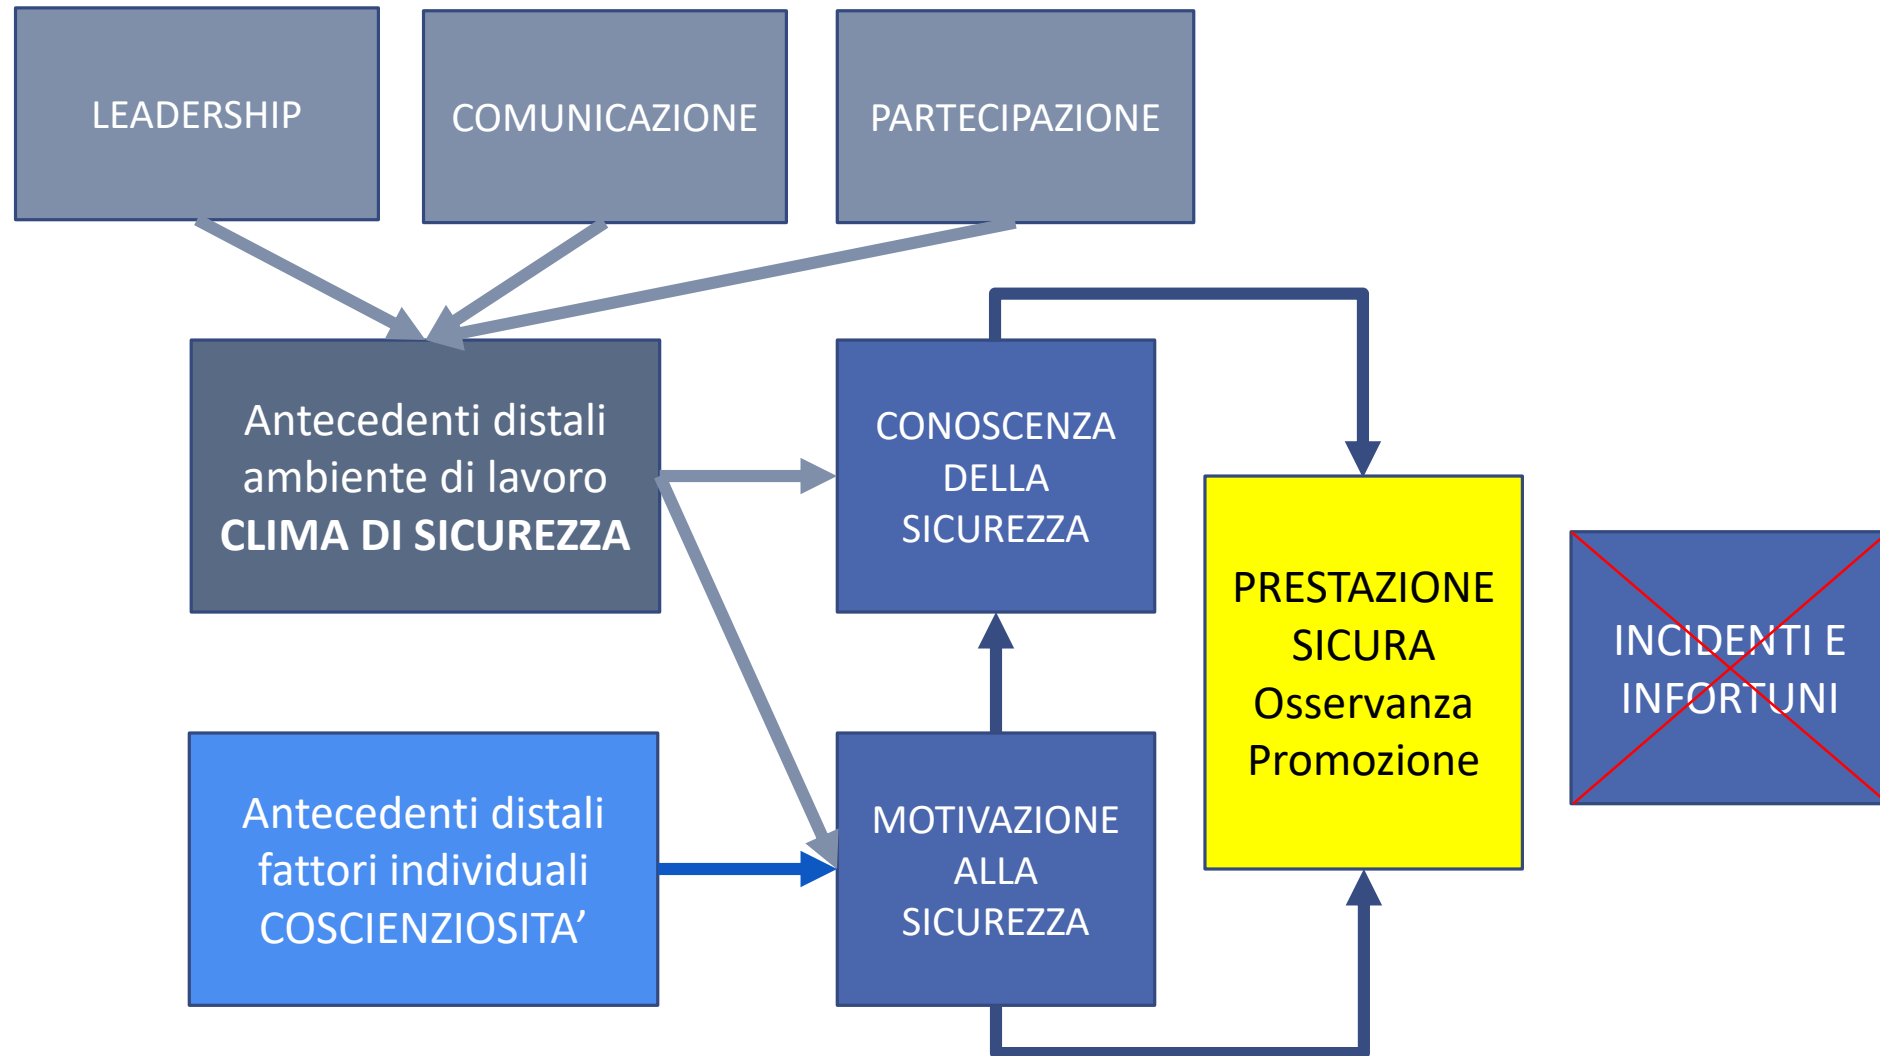 LEADERSHIP
COMUNICAZIONE
PARTECIPAZIONE
Antecedenti distali
ambiente di lavoro
CLIMA DI SICUREZZA
CONOSCENZA
DELLA
SICUREZZA
PRESTAZIONE
SICURA
Osservanza
Promozione
INCIDENTI E
INFORTUNI
Antecedenti distali
fattori individuali
COSCIENZIOSITA’
MOTIVAZIONE
ALLA
SICUREZZA